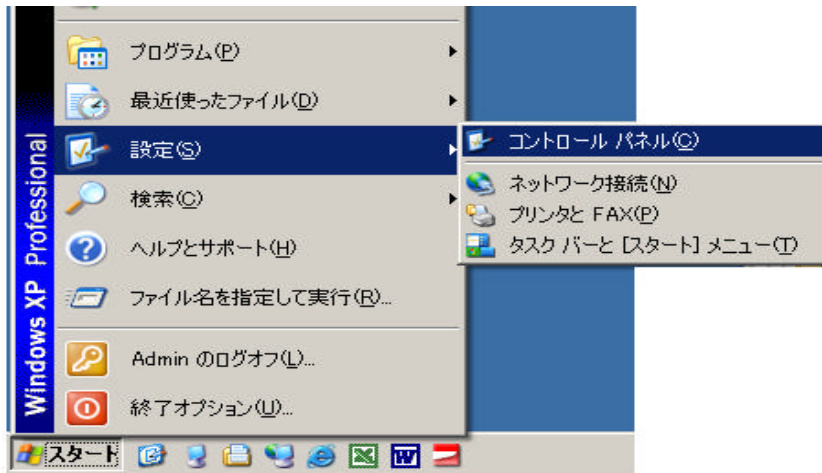 プログラム(P)
最近使ったファイル(D)
設定(S)
検索(C)
ヘルプとサポート(H)
ファイル名を指定して実行(R)...
Admin のログオフ(L)...
終了オプション(U)...
コントロール パネル(C)
ネットワーク接続(N)
プリンタと FAX(P)
タスク バーと [スタート] メニュー(T)
Windows XP Professional
スタート